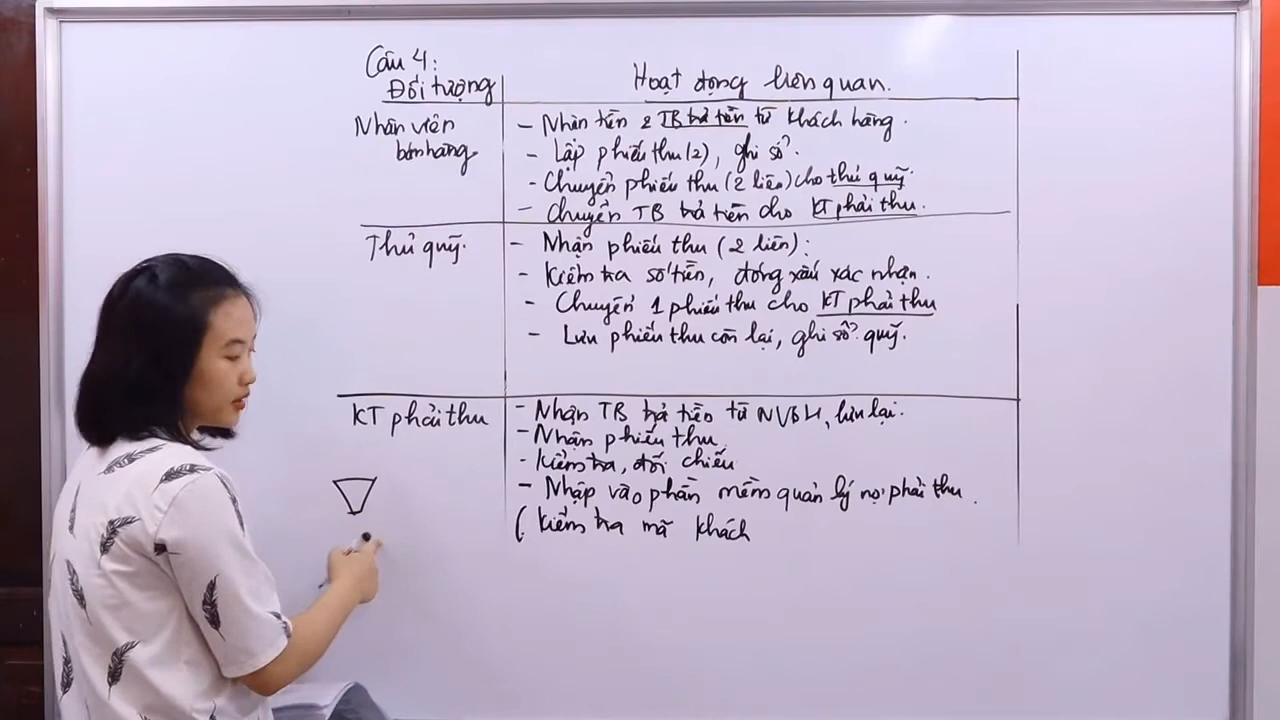 Câu 4:
Đối tượng
Hoạt động liên quan.
Nhân viên
bán hàng
- Nhận tiền & TB trả tiền từ khách hàng.
- Lập phiếu thu (2), ghi sổ.
- Chuyển phiếu thu (2 liên) cho thủ quỹ.
- Chuyển TB trả tiền cho KT phải thu.
Thủ quỹ.
- Nhận phiếu thu (2 liên):
- Kiểm tra số tiền, đóng dấu xác nhận.
- Chuyển 1 phiếu thu cho KT phải thu
- Lưu phiếu thu còn lại, ghi sổ quỹ.
KT phải thu
- Nhận TB trả tiền từ NVBH, lưu lại.
- Nhận phiếu thu
- Kiểm tra, đối chiếu
- Nhập vào phần mềm quản lý nợ phải thu.
( Kiểm tra mã khách